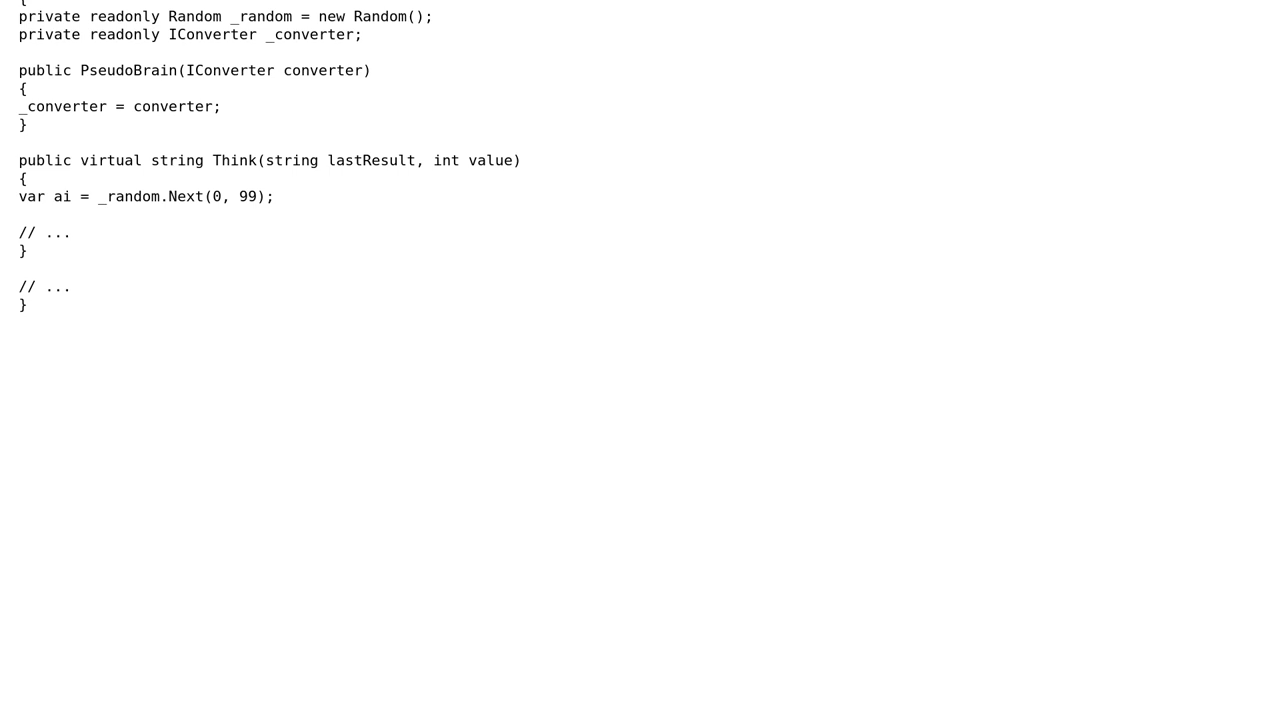 {
private readonly Random _random = new Random();
private readonly IConverter _converter;

public PseudoBrain(IConverter converter)
{
_converter = converter;
}

public virtual string Think(string lastResult, int value)
{
var ai = _random.Next(0, 99);

// ...
}

// ...
}